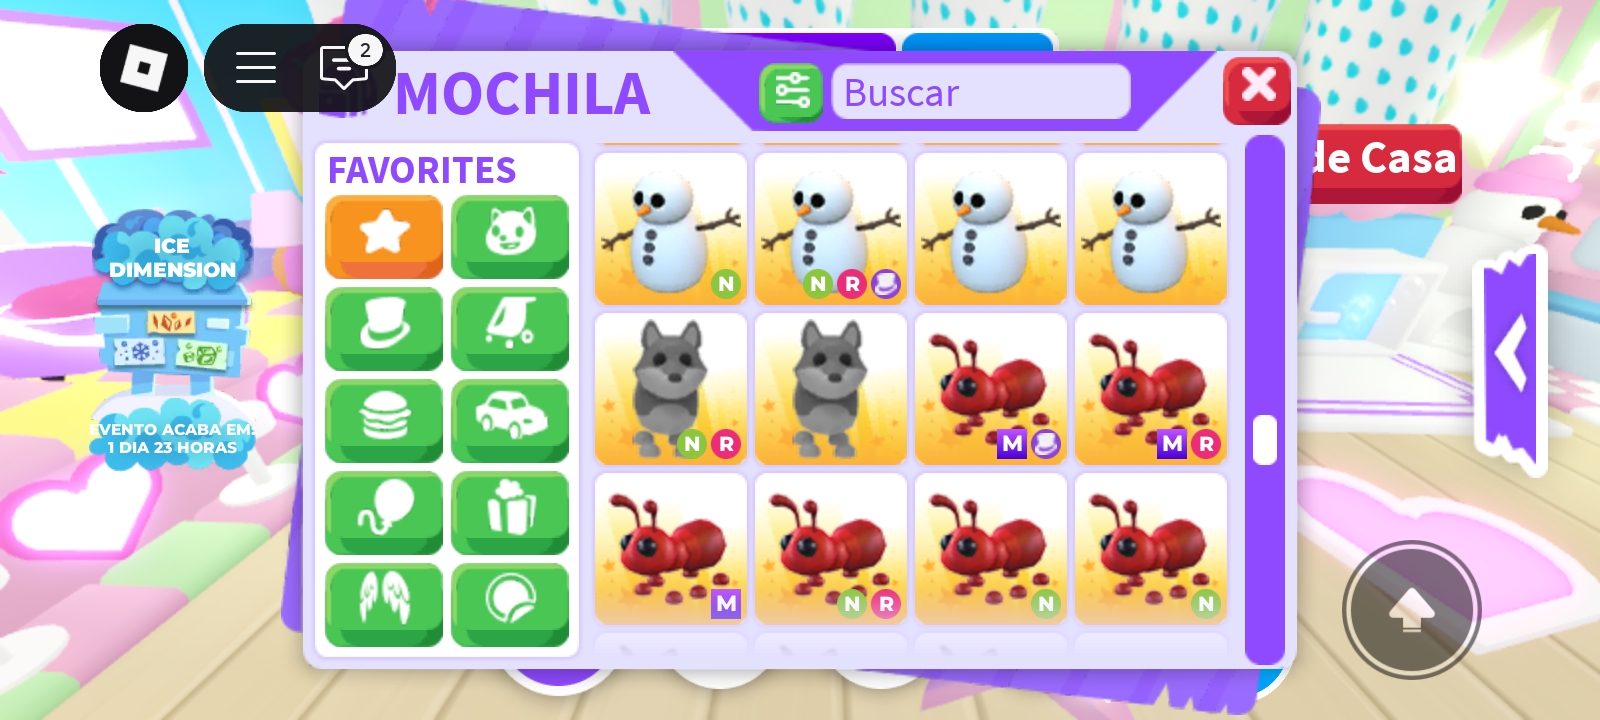 2
MOCHILA
Buscar
FAVORITES
de Casa
ICE
DIMENSION
EVENTO ACABA EM:
1 DIA 23 HORAS
N
N R
N R
M
M R
M
N R
N
N